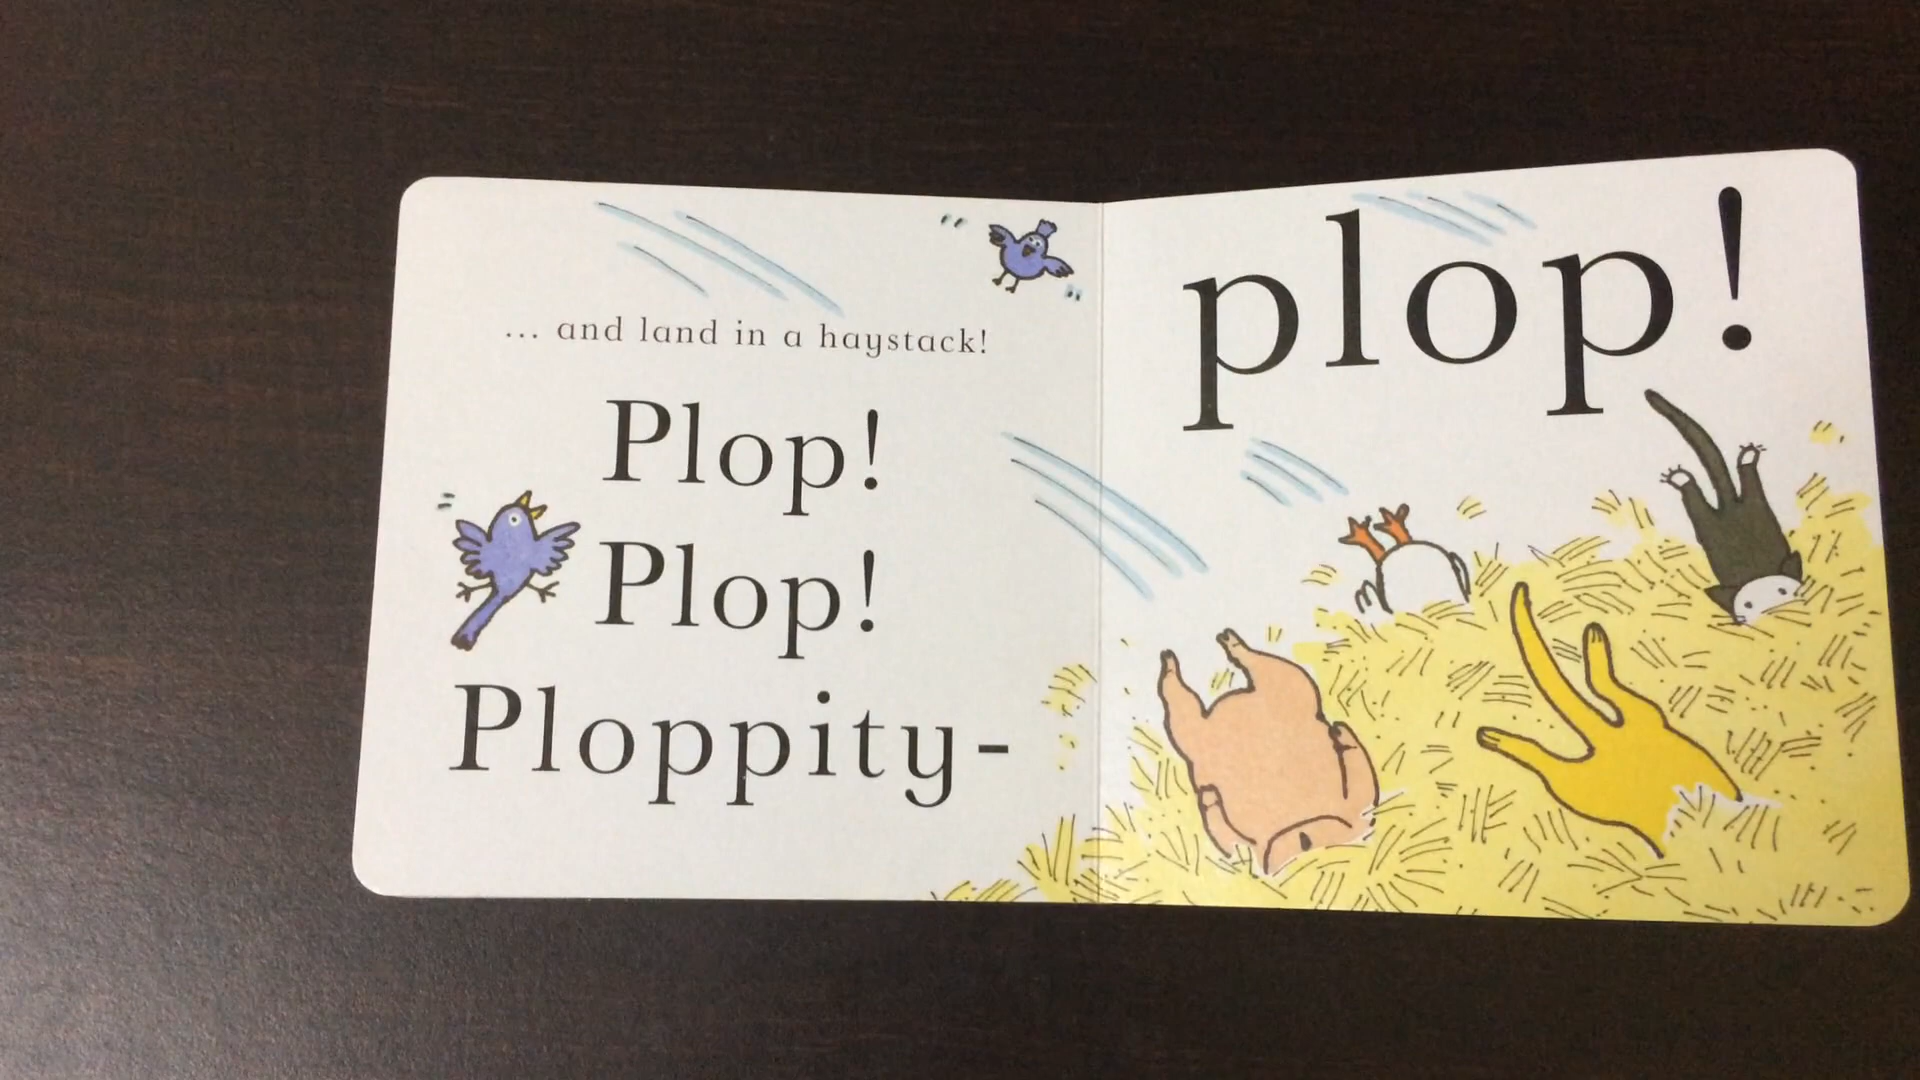 ... and land in a haystack!
Plop!
Plop!
Ploppity-
plop!